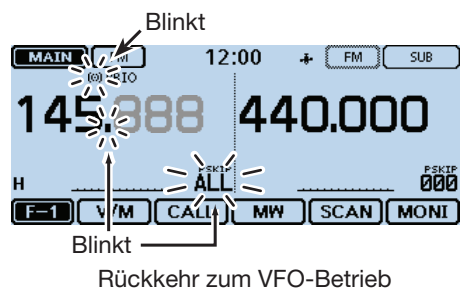 Blinkt
MAIN FM 12:00 FM SUB
PRIO
145.888 440.000
PSKIP PSKIP
H ALL 000
F-1 V/M CALL MW SCAN MONI
Blinkt
Rückkehr zum VFO-Betrieb